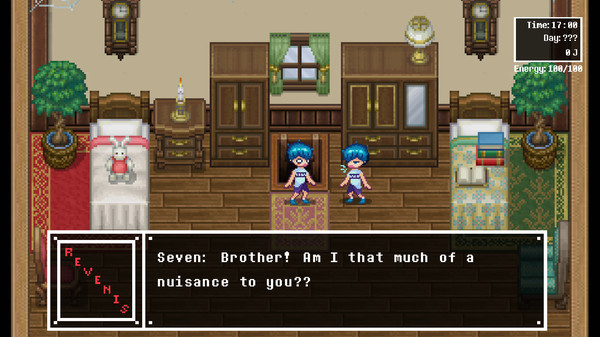 Time: 17:00
Day: ???
0 J
Energy: 100/100
REVENIS
Seven: Brother! Am I that much of a
nuisance to you??